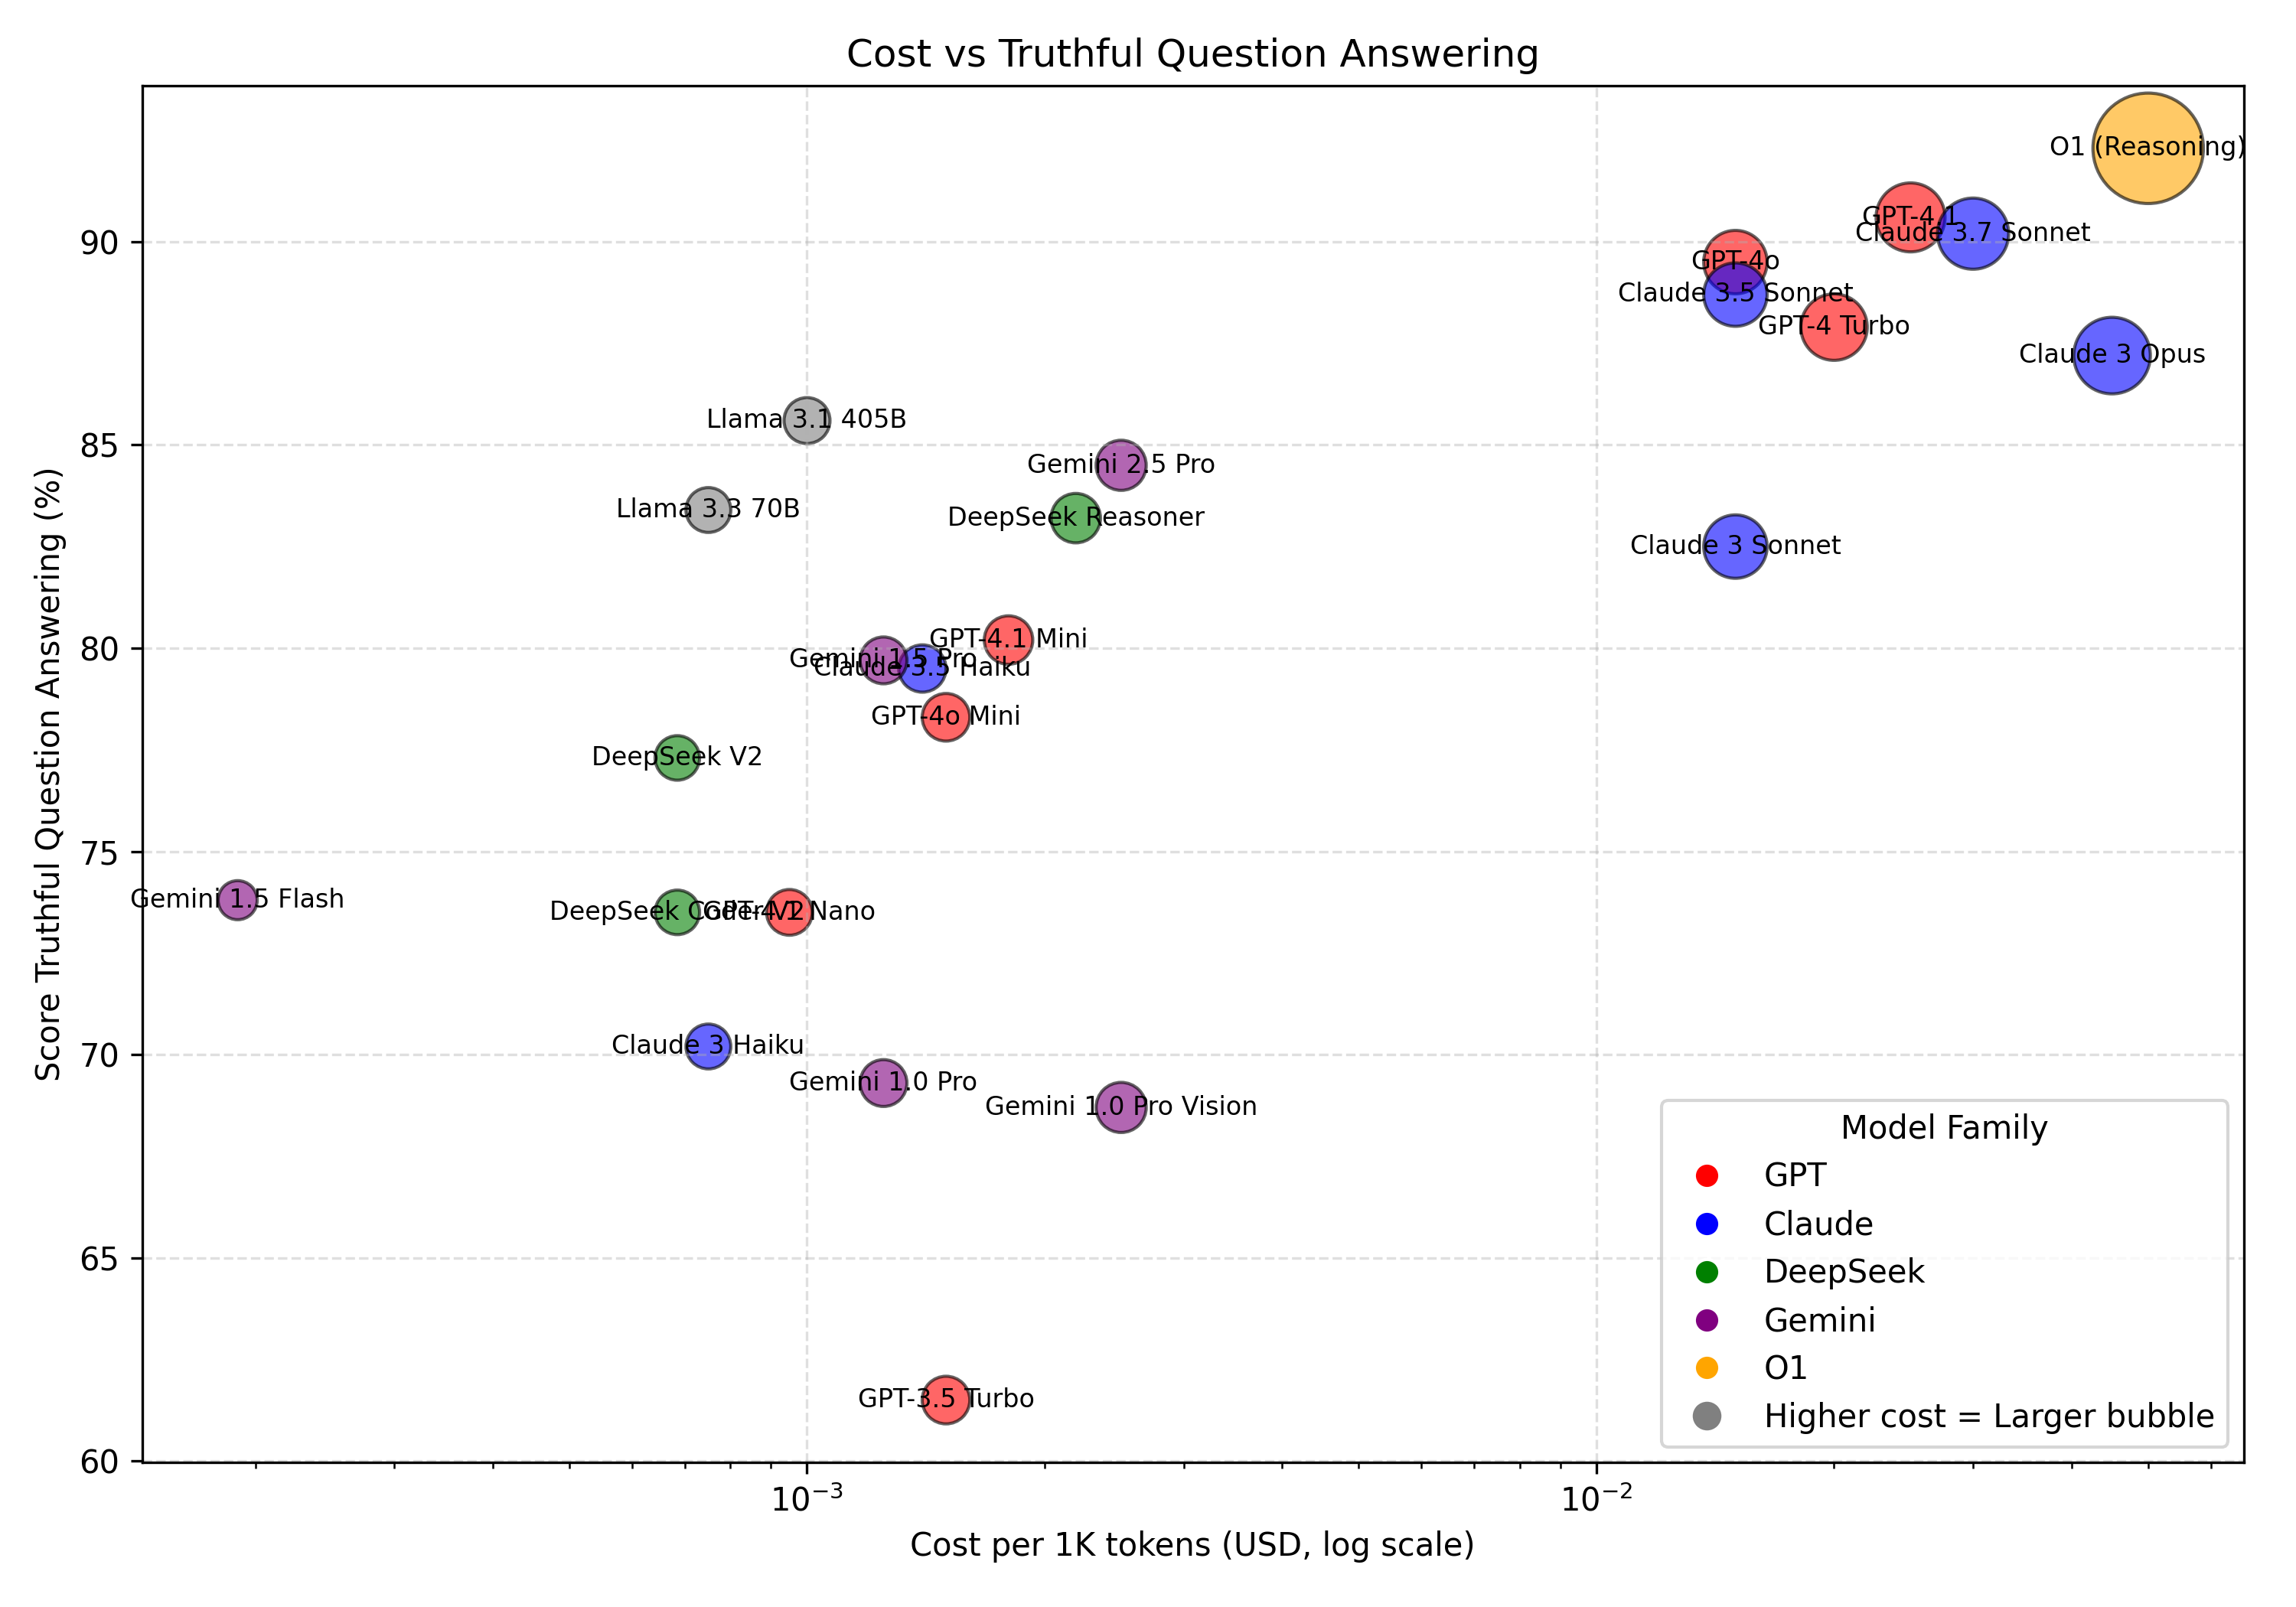 Cost vs Truthful Question Answering
Score Truthful Question Answering (%)
90
85
80
75
70
65
60
O1 (Reasoning)
GPT-4.1
Claude 3.7 Sonnet
GPT-4o
Claude 3.5 Sonnet
GPT-4 Turbo
Claude 3 Opus
Llama 3.1 405B
Gemini 2.5 Pro
Llama 3.3 70B
DeepSeek Reasoner
Claude 3 Sonnet
GPT-4.1 Mini
Gemini 1.5 Pro
Claude 3.5 Haiku
GPT-4o Mini
DeepSeek V2
Gemini 1.5 Flash
DeepSeek Coder V2
GPT-4.1 Nano
Claude 3 Haiku
Gemini 1.0 Pro
Gemini 1.0 Pro Vision
GPT-3.5 Turbo
Model Family
GPT
Claude
DeepSeek
Gemini
O1
Higher cost = Larger bubble
10⁻³
10⁻²
Cost per 1K tokens (USD, log scale)